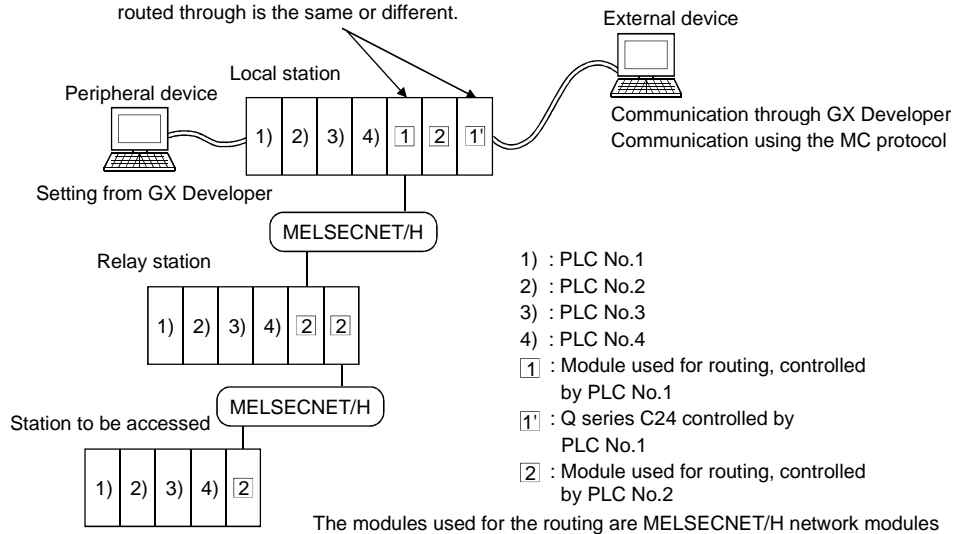 routed through is the same or different.
External device
Local station
Peripheral device
Communication through GX Developer
Communication using the MC protocol
1) 2) 3) 4) 1 2 1'
Setting from GX Developer
MELSECNET/H
Relay station
1) 2) 3) 4) 2 2
1) : PLC No.1
2) : PLC No.2
3) : PLC No.3
4) : PLC No.4
1 : Module used for routing, controlled
by PLC No.1
1' : Q series C24 controlled by
PLC No.1
2 : Module used for routing, controlled
by PLC No.2
MELSECNET/H
Station to be accessed
1) 2) 3) 4) 2
The modules used for the routing are MELSECNET/H network modules